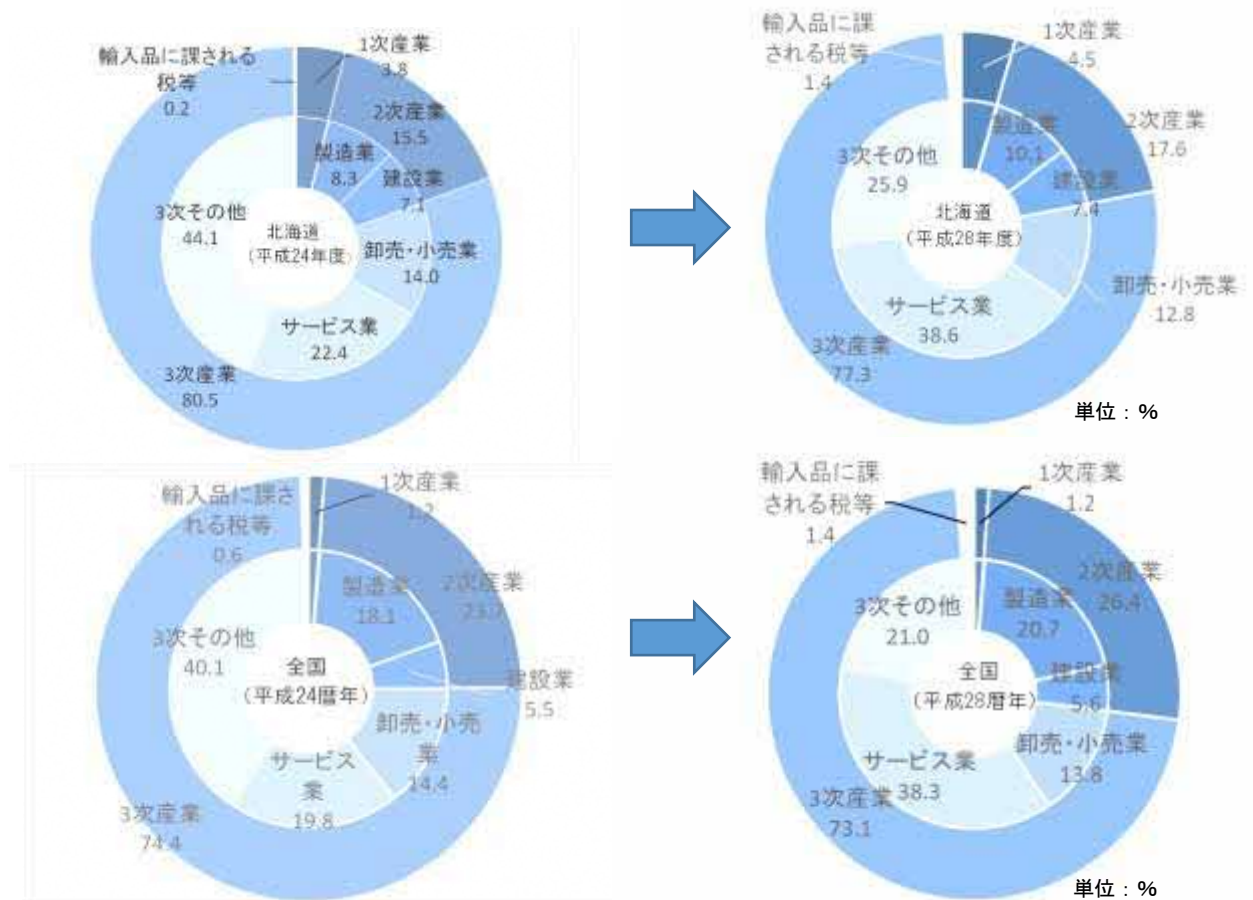 輸入品に課される
税等
0.2
1次産業
3.8
2次産業
15.5
製造業
8.3
建設業
7.1
3次その他
44.1
北海道
（平成24年度）
卸売・小売業
14.0
サービス業
22.4
3次産業
80.5
輸入品に課
される税等
1.4
1次産業
4.5
2次産業
17.6
製造業
10.1
建設業
7.4
3次その他
25.9
北海道
（平成28年度）
卸売・小売業
12.8
サービス業
38.6
3次産業
77.3
単位：％
輸入品に課さ
れる税等
0.6
1次産業
1.2
2次産業
23.7
製造業
18.1
建設業
5.5
3次その他
40.1
全国
（平成24暦年）
卸売・小売
業
14.4
サービス
業
19.8
3次産業
74.4
輸入品に課
される税等
1.4
1次産業
1.2
2次産業
26.4
製造業
20.7
建設業
5.6
3次その他
21.0
全国
（平成28暦年）
卸売・小売業
13.8
サービス業
38.3
3次産業
73.1
単位：％